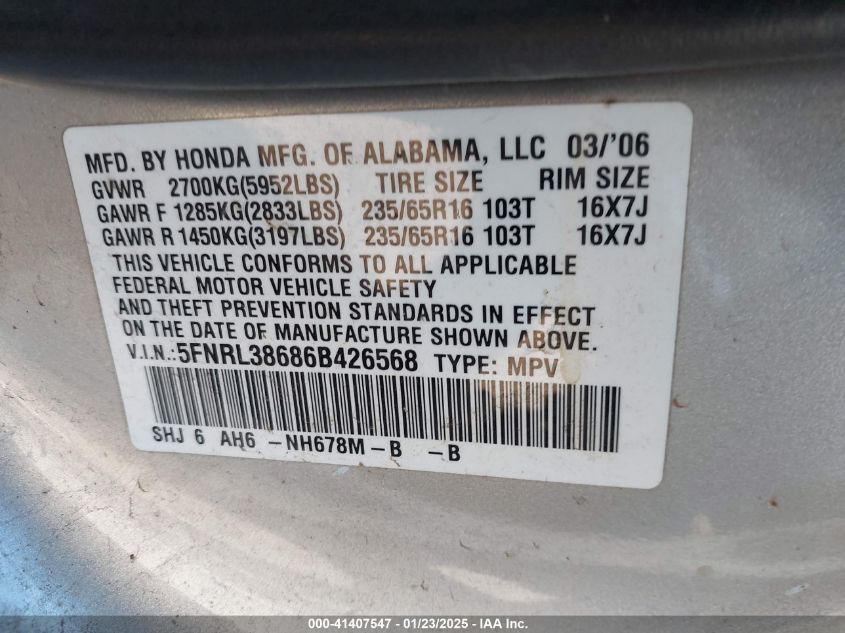 MFD. BY HONDA MFG. OF ALABAMA, LLC 03/'06
GVWR 2700KG(5952LBS) TIRE SIZE RIM SIZE
GAWR F 1285KG(2833LBS) 235/65R16 103T 16X7J
GAWR R 1450KG(3197LBS) 235/65R16 103T 16X7J
THIS VEHICLE CONFORMS TO ALL APPLICABLE
FEDERAL MOTOR VEHICLE SAFETY
AND THEFT PREVENTION STANDARDS IN EFFECT
ON THE DATE OF MANUFACTURE SHOWN ABOVE.
V.I.N.:5FNRL38686B426568 TYPE: MPV
SHJ 6 AH6 -NH678M-B -B
000-41407547 - 01/23/2025 - IAA Inc.